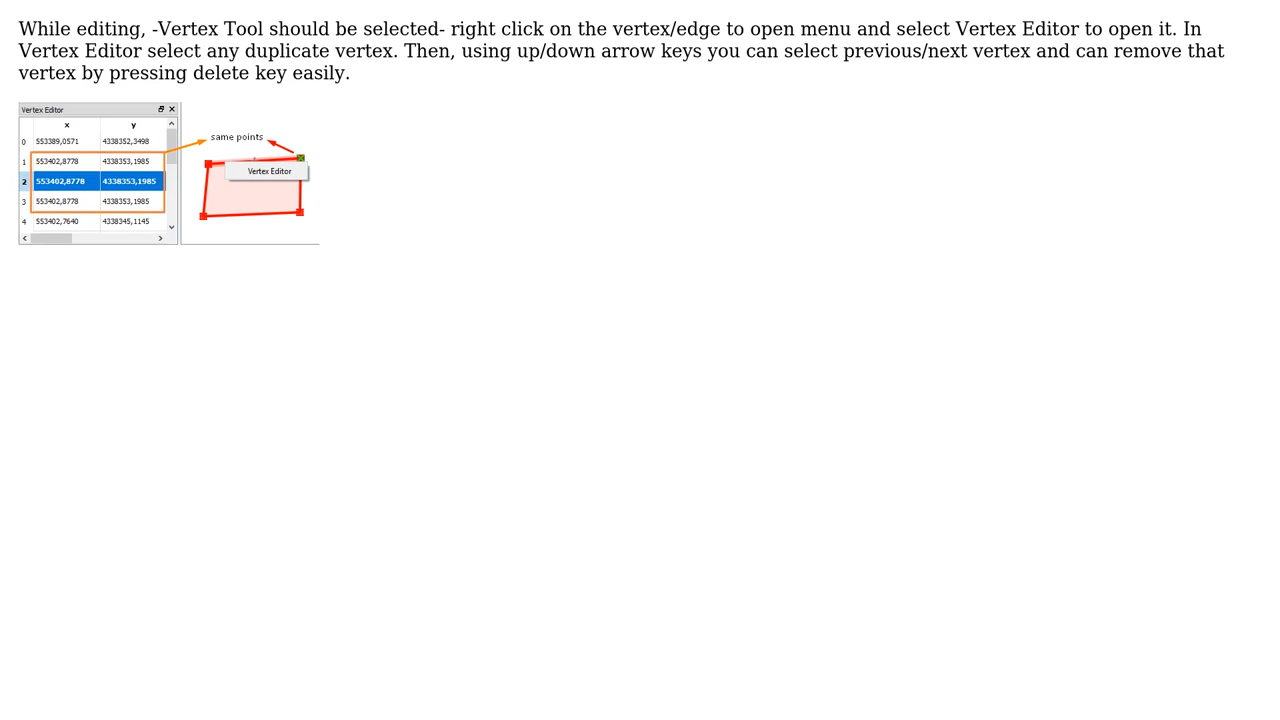 While editing, -Vertex Tool should be selected- right click on the vertex/edge to open menu and select Vertex Editor to open it. In
Vertex Editor select any duplicate vertex. Then, using up/down arrow keys you can select previous/next vertex and can remove that
vertex by pressing delete key easily.
Vertex Editor
x y
0 553389,0571 4338352,3498
1 553402,8778 4338353,1985
2 553402,8778 4338353,1985
3 553402,8778 4338353,1985
4 553402,7640 4338345,1145
same points
Vertex Editor